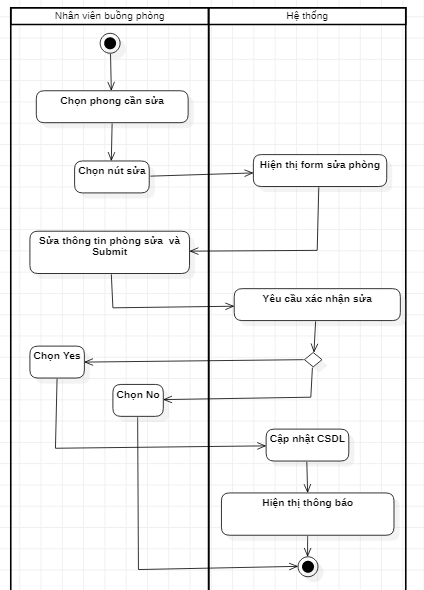 Nhân viên buồng phòng
Hệ thống
Chọn phong cần sửa
Chọn nút sửa
Hiện thị form sửa phòng
Sửa thông tin phòng sửa và
Submit
Yêu cầu xác nhận sửa
Chọn Yes
Chọn No
Cập nhật CSDL
Hiện thị thông báo